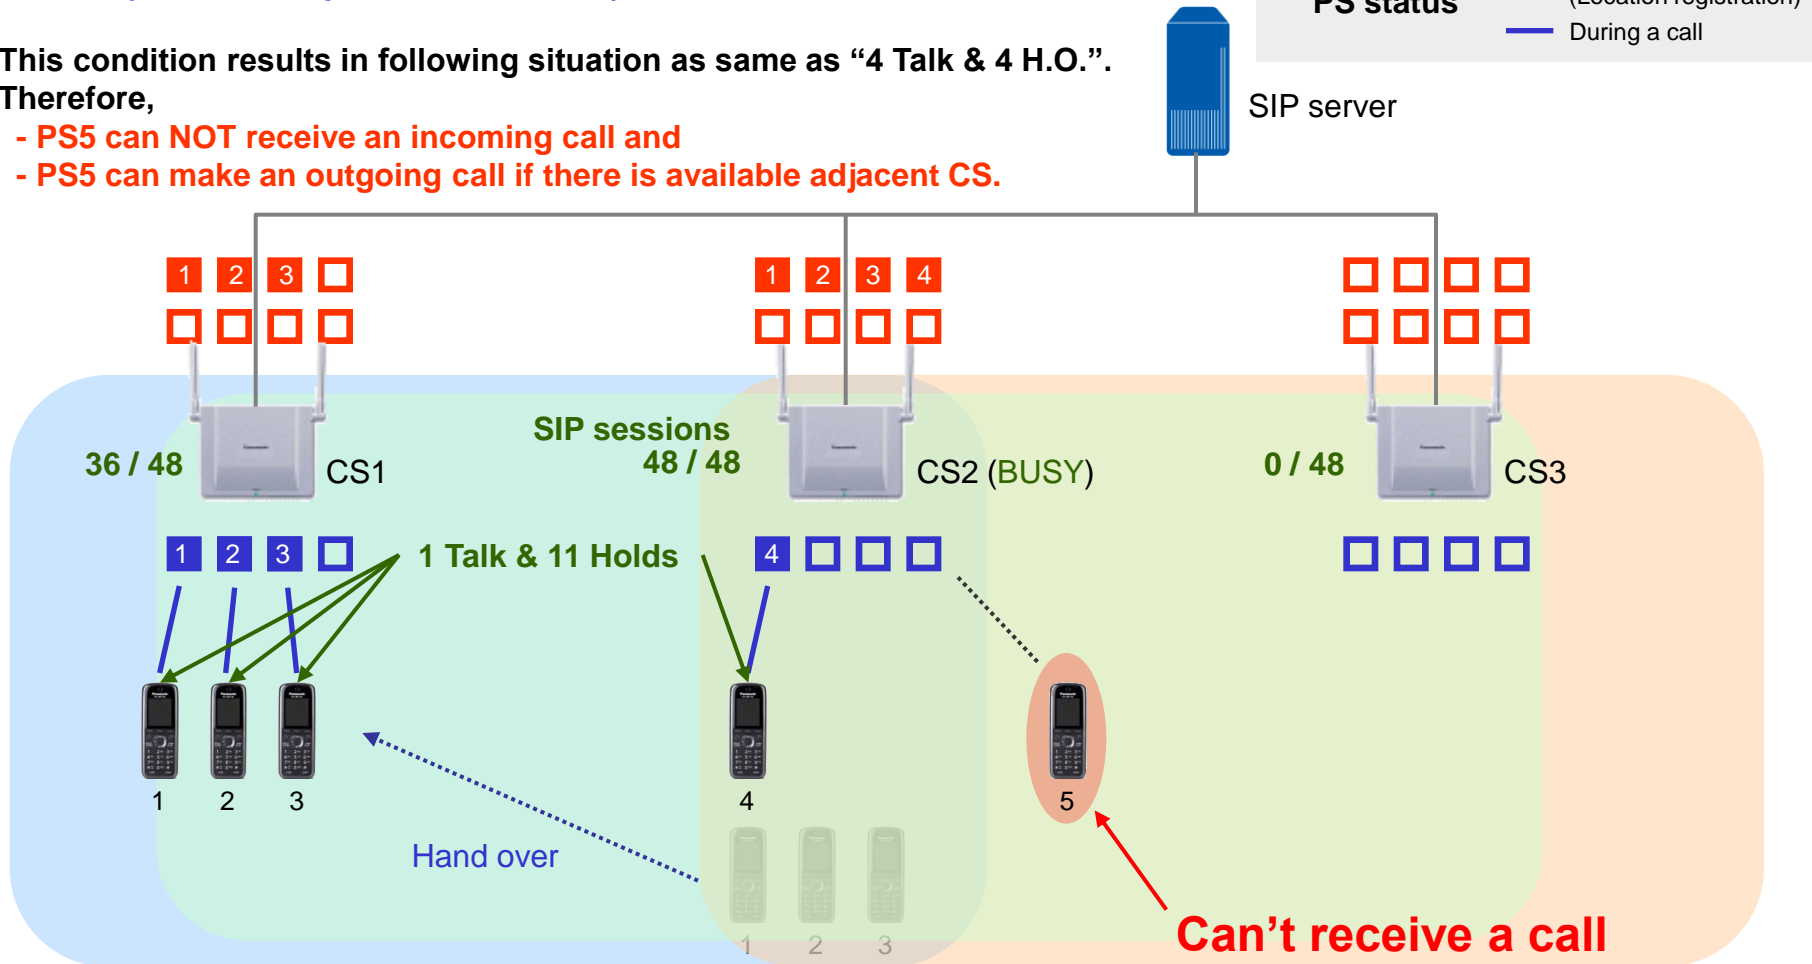 PS status
(Location registration)
During a call
This condition results in following situation as same as “4 Talk & 4 H.O.”.
Therefore,
- PS5 can NOT receive an incoming call and
- PS5 can make an outgoing call if there is available adjacent CS.
SIP server
1 2 3
1 2 3 4
SIP sessions
36 / 48
CS1
48 / 48
CS2 (BUSY)
0 / 48
CS3
1 2 3
1 Talk & 11 Holds
4
1 2 3
4
5
Hand over
1 2 3
Can’t receive a call